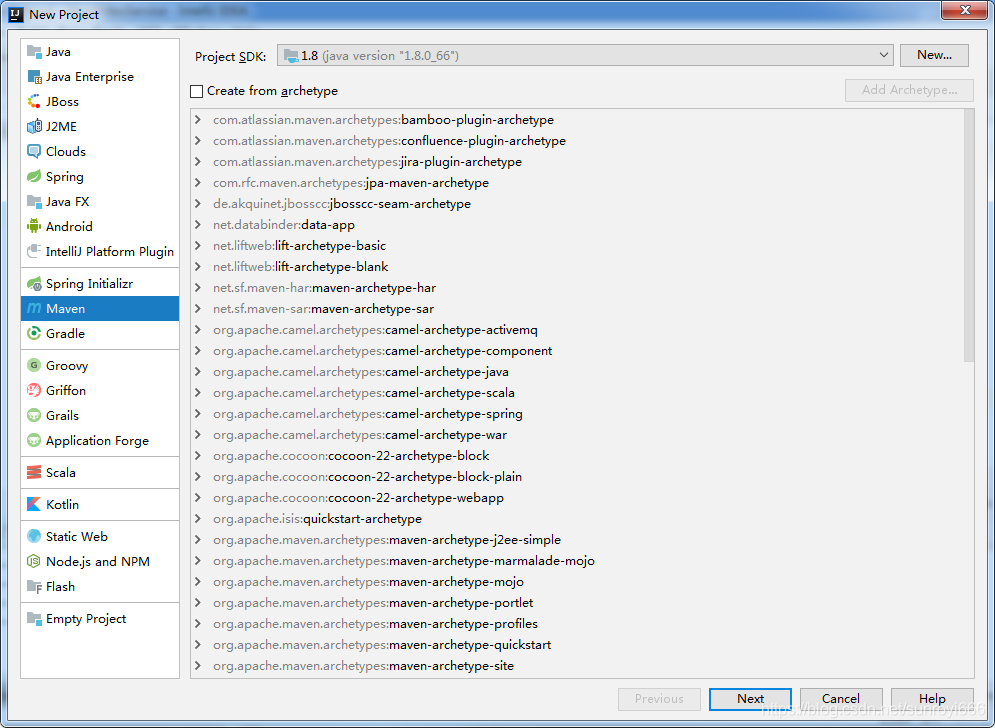 New Project
Java
Java Enterprise
JBoss
J2ME
Clouds
Spring
Java FX
Android
IntelliJ Platform Plugin
Spring Initializr
Maven
Gradle
Groovy
Griffon
Grails
Application Forge
Scala
Kotlin
Static Web
Node.js and NPM
Flash
Empty Project
Project SDK: 1.8 (java version "1.8.0_66") New...
Create from archetype Add Archetype...
com.atlassian.maven.archetypes:bamboo-plugin-archetype
com.atlassian.maven.archetypes:confluence-plugin-archetype
com.atlassian.maven.archetypes:jira-plugin-archetype
com.rfc.maven.archetypes:jpa-maven-archetype
de.akquinet.jbosscc:jbosscc-seam-archetype
net.databinder:data-app
net.liftweb:lift-archetype-basic
net.liftweb:lift-archetype-blank
net.sf.maven-har:maven-archetype-har
net.sf.maven-sar:maven-archetype-sar
org.apache.camel.archetypes:camel-archetype-activemq
org.apache.camel.archetypes:camel-archetype-component
org.apache.camel.archetypes:camel-archetype-java
org.apache.camel.archetypes:camel-archetype-scala
org.apache.camel.archetypes:camel-archetype-spring
org.apache.camel.archetypes:camel-archetype-war
org.apache.cocoon:cocoon-22-archetype-block
org.apache.cocoon:cocoon-22-archetype-block-plain
org.apache.cocoon:cocoon-22-archetype-webapp
org.apache.isis:quickstart-archetype
org.apache.maven.archetypes:maven-archetype-j2ee-simple
org.apache.maven.archetypes:maven-archetype-marmalade-mojo
org.apache.maven.archetypes:maven-archetype-mojo
org.apache.maven.archetypes:maven-archetype-portlet
org.apache.maven.archetypes:maven-archetype-profiles
org.apache.maven.archetypes:maven-archetype-quickstart
org.apache.maven.archetypes:maven-archetype-site
Previous Next Cancel Help